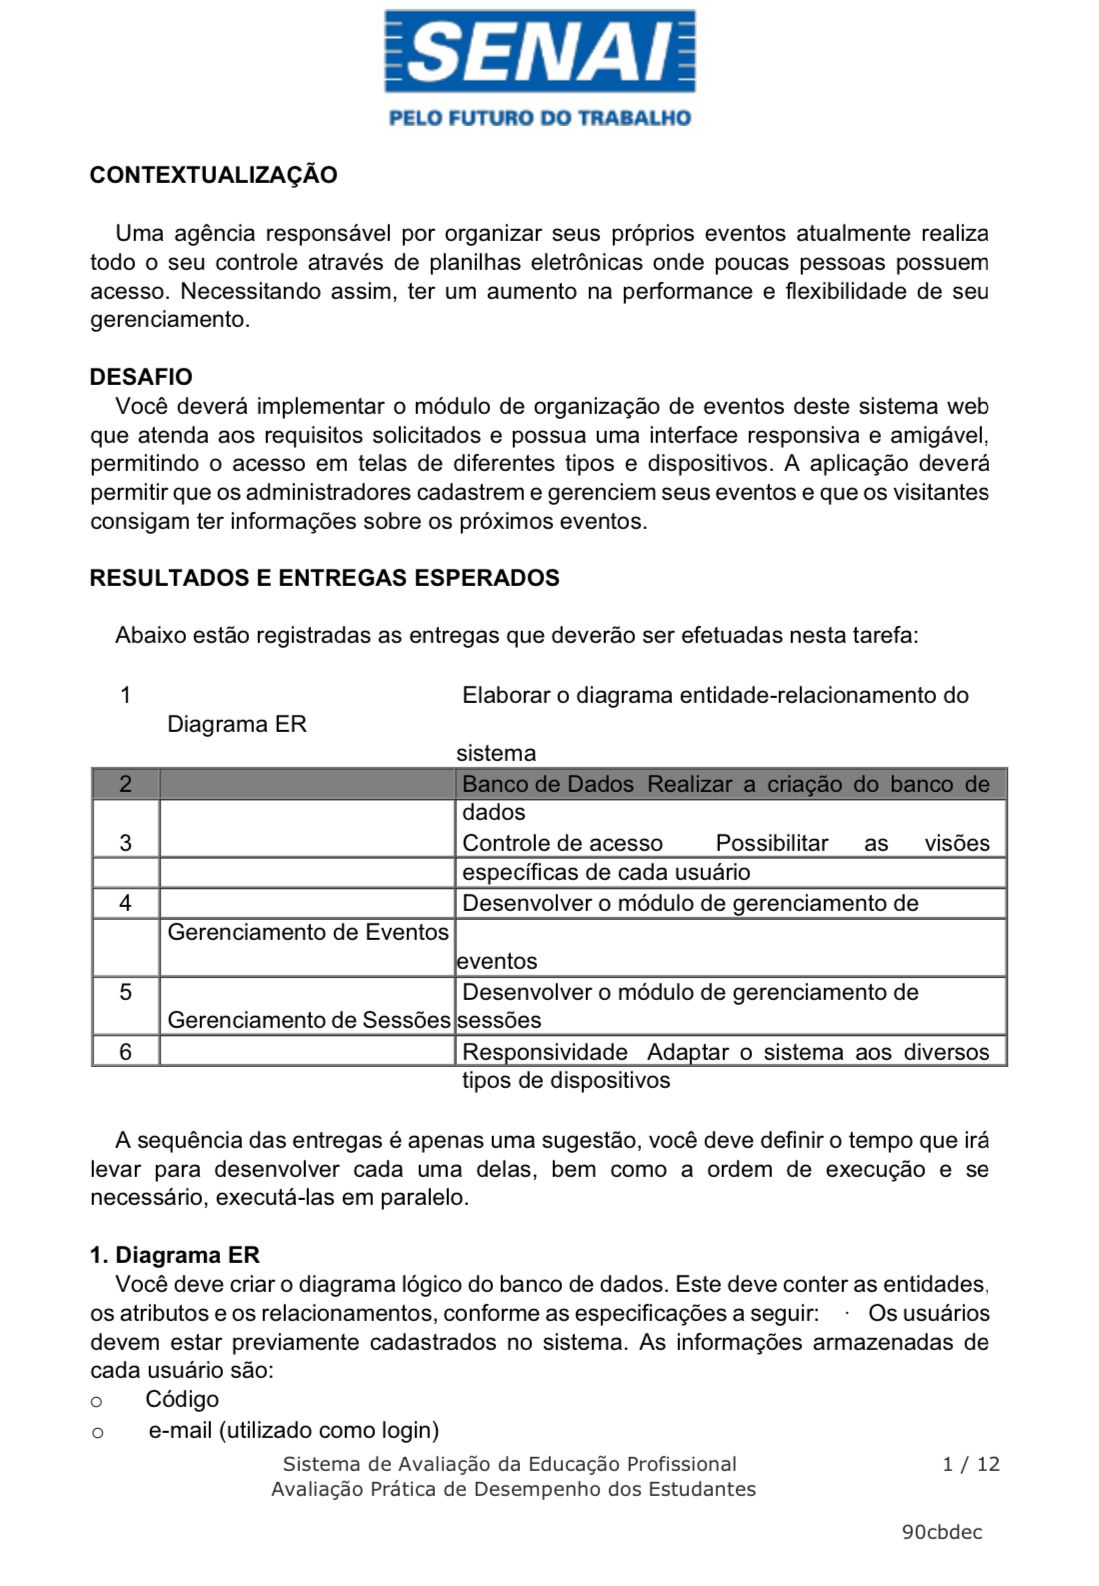 SENAI
PELO FUTURO DO TRABALHO
CONTEXTUALIZAÇÃO
Uma agência responsável por organizar seus próprios eventos atualmente realiza
todo o seu controle através de planilhas eletrônicas onde poucas pessoas possuem
acesso. Necessitando assim, ter um aumento na performance e flexibilidade de seu
gerenciamento.
DESAFIO
Você deverá implementar o módulo de organização de eventos deste sistema web
que atenda aos requisitos solicitados e possua uma interface responsiva e amigável,
permitindo o acesso em telas de diferentes tipos e dispositivos. A aplicação deverá
permitir que os administradores cadastrem e gerenciem seus eventos e que os visitantes
consigam ter informações sobre os próximos eventos.
RESULTADOS E ENTREGAS ESPERADOS
Abaixo estão registradas as entregas que deverão ser efetuadas nesta tarefa:
1 Elaborar o diagrama entidade-relacionamento do
Diagrama ER
sistema
2 Banco de Dados Realizar a criação do banco de
dados
3 Controle de acesso Possibilitar as visões
específicas de cada usuário
4 Desenvolver o módulo de gerenciamento de
Gerenciamento de Eventos
eventos
5 Desenvolver o módulo de gerenciamento de
Gerenciamento de Sessões sessões
6 Responsividade Adaptar o sistema aos diversos
tipos de dispositivos
A sequência das entregas é apenas uma sugestão, você deve definir o tempo que irá
levar para desenvolver cada uma delas, bem como a ordem de execução e se
necessário, executá-las em paralelo.
1. Diagrama ER
Você deve criar o diagrama lógico do banco de dados. Este deve conter as entidades,
os atributos e os relacionamentos, conforme as especificações a seguir: · Os usuários
devem estar previamente cadastrados no sistema. As informações armazenadas de
cada usuário são:
o Código
o e-mail (utilizado como login)
Sistema de Avaliação da Educação Profissional 1 / 12
Avaliação Prática de Desempenho dos Estudantes
90cbdec